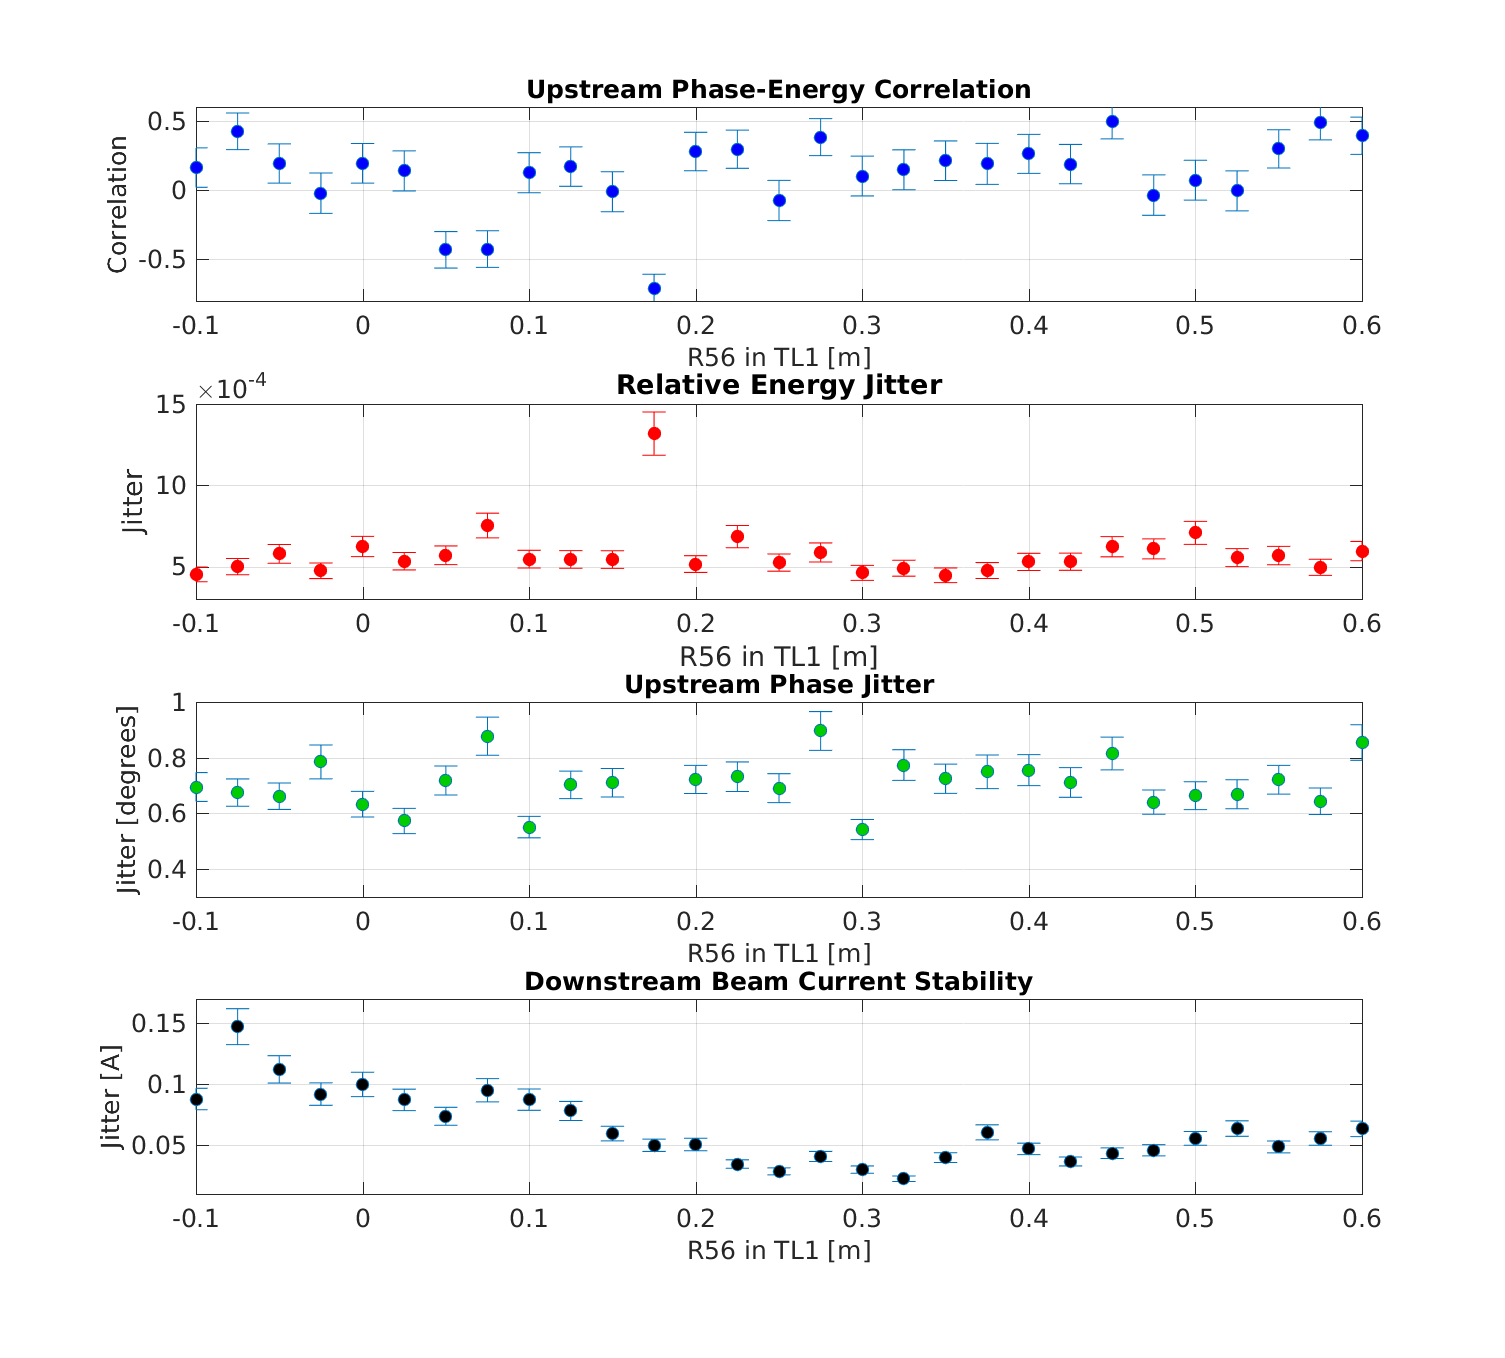 Upstream Phase-Energy Correlation
Correlation
0.5
0
-0.5
-0.1 0 0.1 0.2 0.3 0.4 0.5 0.6
R56 in TL1 [m]
Relative Energy Jitter
×10-4
Jitter
15
10
5
-0.1 0 0.1 0.2 0.3 0.4 0.5 0.6
R56 in TL1 [m]
Upstream Phase Jitter
Jitter [degrees]
1
0.8
0.6
0.4
-0.1 0 0.1 0.2 0.3 0.4 0.5 0.6
R56 in TL1 [m]
Downstream Beam Current Stability
Jitter [A]
0.15
0.1
0.05
-0.1 0 0.1 0.2 0.3 0.4 0.5 0.6
R56 in TL1 [m]